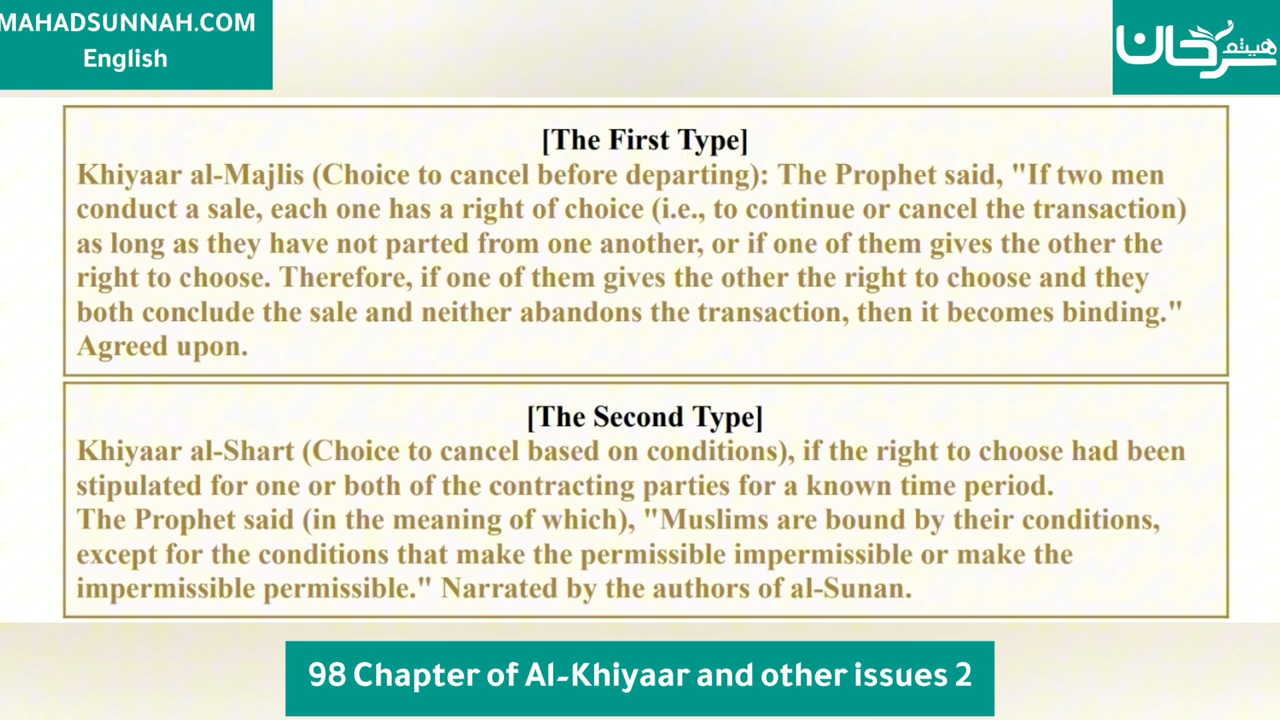 MAHADSUNNAH.COM
English
هيثم
سرحان
[The First Type]
Khiyaar al-Majlis (Choice to cancel before departing): The Prophet said, "If two men
conduct a sale, each one has a right of choice (i.e., to continue or cancel the transaction)
as long as they have not parted from one another, or if one of them gives the other the
right to choose. Therefore, if one of them gives the other the right to choose and they
both conclude the sale and neither abandons the transaction, then it becomes binding."
Agreed upon.
[The Second Type]
Khiyaar al-Shart (Choice to cancel based on conditions), if the right to choose had been
stipulated for one or both of the contracting parties for a known time period.
The Prophet said (in the meaning of which), "Muslims are bound by their conditions,
except for the conditions that make the permissible impermissible or make the
impermissible permissible." Narrated by the authors of al-Sunan.
98 Chapter of Al-Khiyaar and other issues 2